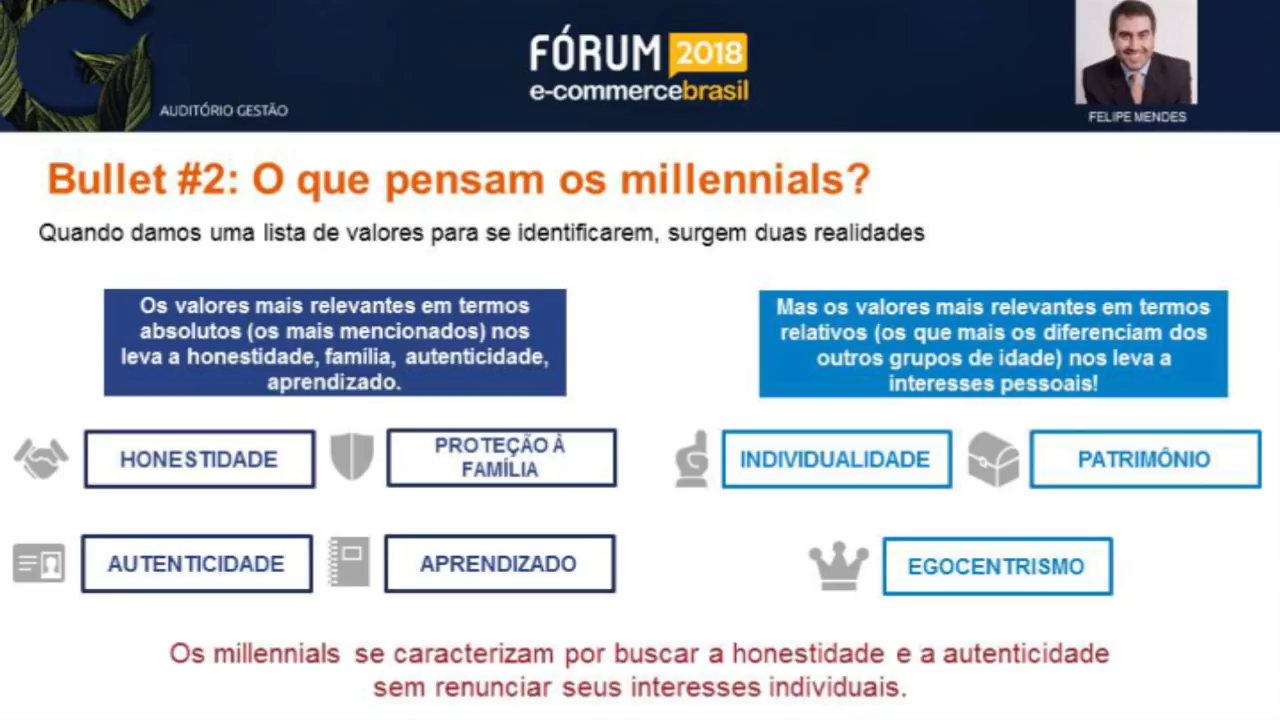 FÓRUM 2018
e-commercebrasil
AUDITÓRIO GESTÃO
FELIPE MENDES
Bullet #2: O que pensam os millennials?
Quando damos uma lista de valores para se identificarem, surgem duas realidades
Os valores mais relevantes em termos
absolutos (os mais mencionados) nos
leva a honestidade, família, autenticidade,
aprendizado.
Mas os valores mais relevantes em termos
relativos (os que mais os diferenciam dos
outros grupos de idade) nos leva a
interesses pessoais!
HONESTIDADE
PROTEÇÃO À
FAMÍLIA
INDIVIDUALIDADE
PATRIMÔNIO
AUTENTICIDADE
APRENDIZADO
EGOCENTRISMO
Os millennials se caracterizam por buscar a honestidade e a autenticidade
sem renunciar seus interesses individuais.